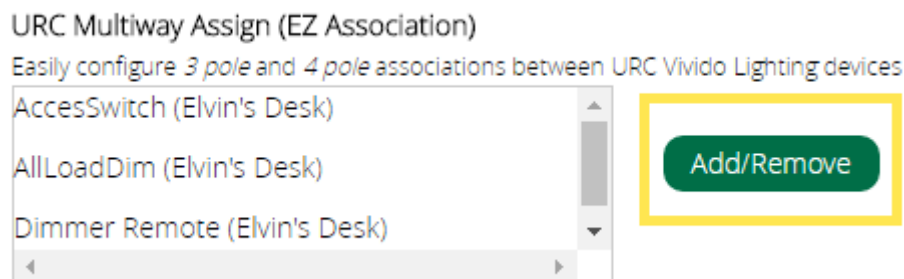 URC Multiway Assign (EZ Association)
Easily configure 3 pole and 4 pole associations between URC Vivido Lighting devices
AccesSwitch (Elvin's Desk)
Add/Remove
AllLoadDim (Elvin's Desk)
Dimmer Remote (Elvin's Desk)